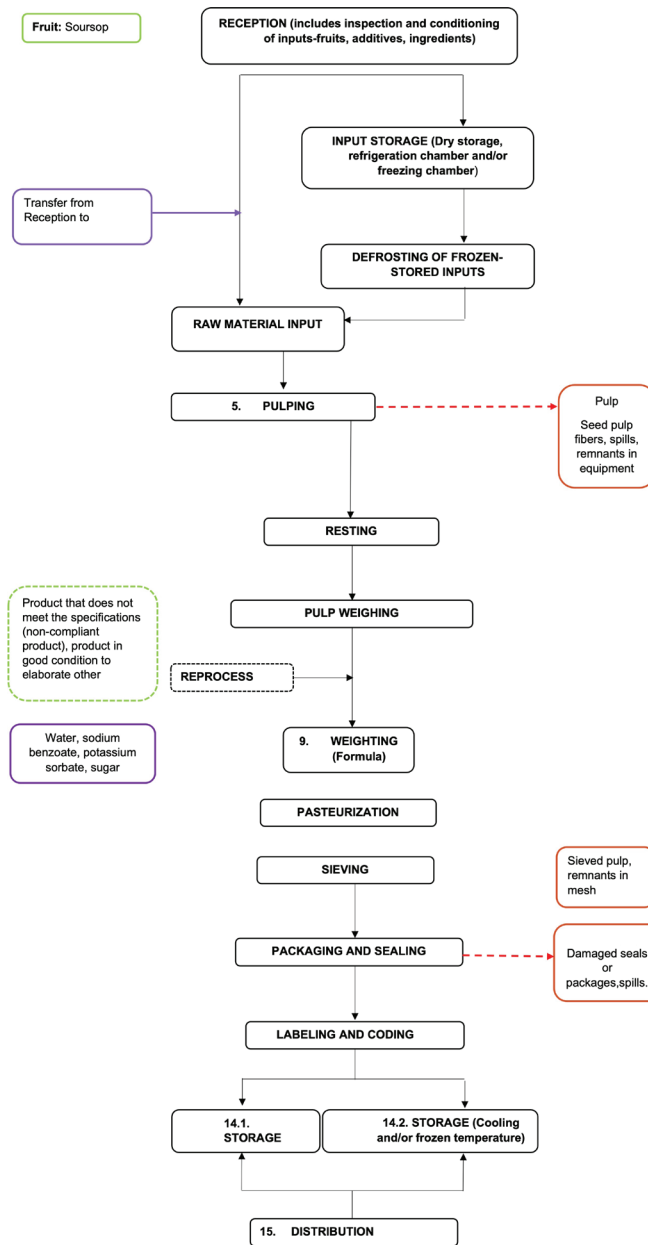 Fruit: Soursop
RECEPTION (includes inspection and conditioning
of inputs-fruits, additives, ingredients)
INPUT STORAGE (Dry storage,
refrigeration chamber and/or
freezing chamber)
Transfer from
Reception to
DEFROSTING OF FROZEN-
STORED INPUTS
RAW MATERIAL INPUT
5. PULPING
Pulp
Seed pulp
fibers, spills,
remnants in
equipment
RESTING
PULP WEIGHING
Product that does not
meet the specifications
(non-compliant
product), product in
good condition to
elaborate other
REPROCESS
Water, sodium
benzoate, potassium
sorbate, sugar
9. WEIGHTING
(Formula)
PASTEURIZATION
SIEVING
Sieved pulp,
remnants in
mesh
PACKAGING AND SEALING
Damaged seals
or
packages,spills.
LABELING AND CODING
14.1.
STORAGE
14.2. STORAGE (Cooling
and/or frozen temperature)
15. DISTRIBUTION